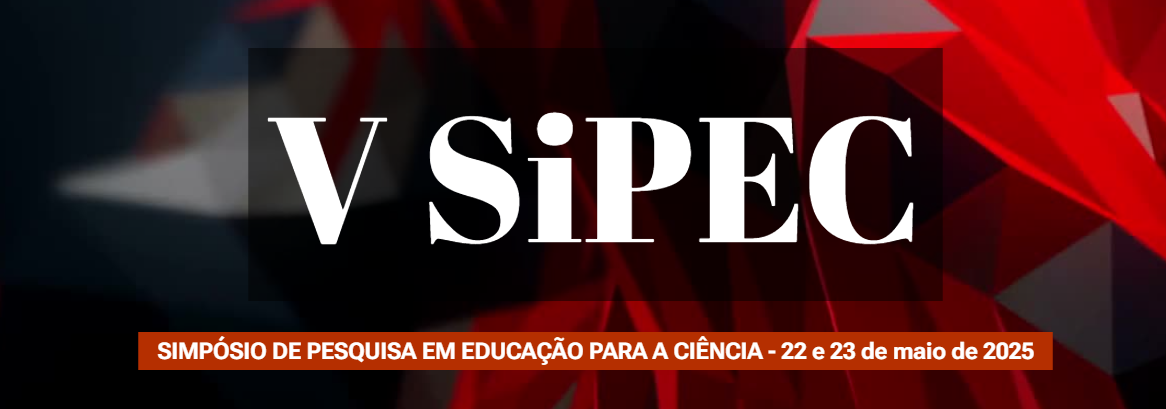 V SiPEC
SIMPÓSIO DE PESQUISA EM EDUCAÇÃO PARA A CIÊNCIA - 22 e 23 de maio de 2025